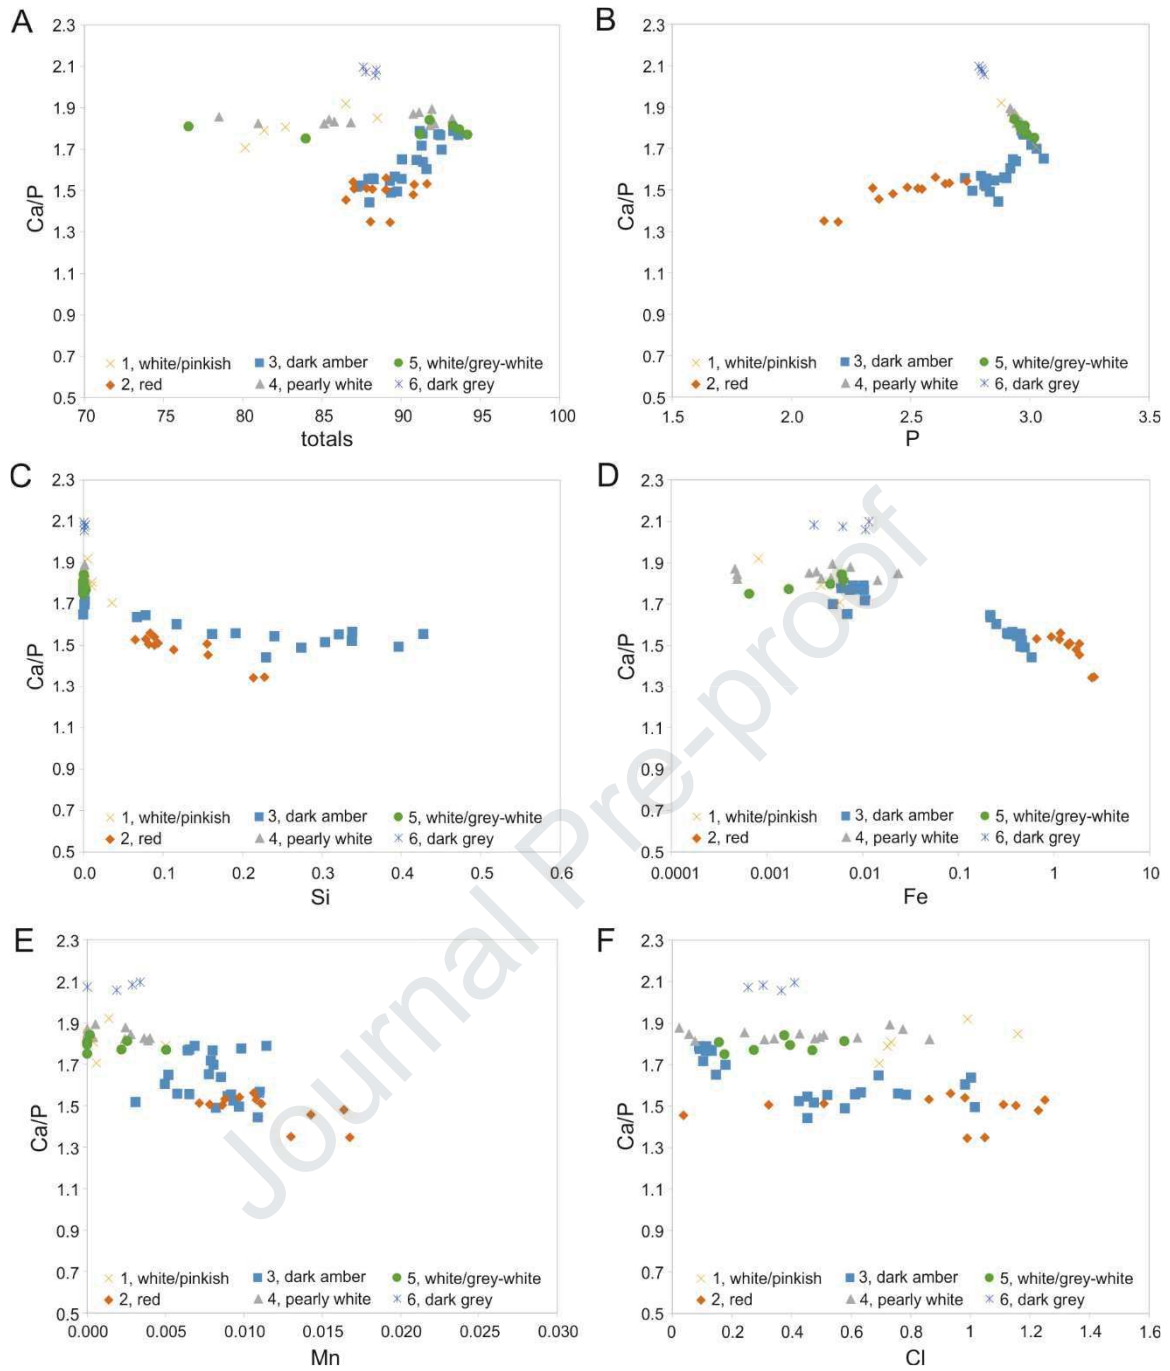 A
2.3
2.1
1.9
1.7
1.5
1.3
1.1
0.9
0.7
0.5
Ca/P
1, white/pinkish 3, dark amber 5, white/grey-white
2, red 4, pearly white 6, dark grey
70 75 80 85 90 95 100
totals
B
2.3
2.1
1.9
1.7
1.5
1.3
1.1
0.9
0.7
0.5
Ca/P
1, white/pinkish 3, dark amber 5, white/grey-white
2, red 4, pearly white 6, dark grey
1.5 2.0 2.5 3.0 3.5
P
C
2.3
2.1
1.9
1.7
1.5
1.3
1.1
0.9
0.7
0.5
Ca/P
1, white/pinkish 3, dark amber 5, white/grey-white
2, red 4, pearly white 6, dark grey
0.0 0.1 0.2 0.3 0.4 0.5 0.6
Si
D
2.3
2.1
1.9
1.7
1.5
1.3
1.1
0.9
0.7
0.5
Ca/P
1, white/pinkish 3, dark amber 5, white/grey-white
2, red 4, pearly white 6, dark grey
0.0001 0.001 0.01 0.1 1 10
Fe
E
2.3
2.1
1.9
1.7
1.5
1.3
1.1
0.9
0.7
0.5
Ca/P
1, white/pinkish 3, dark amber 5, white/grey-white
2, red 4, pearly white 6, dark grey
0.000 0.005 0.010 0.015 0.020 0.025 0.030
Mn
F
2.3
2.1
1.9
1.7
1.5
1.3
1.1
0.9
0.7
0.5
Ca/P
1, white/pinkish 3, dark amber 5, white/grey-white
2, red 4, pearly white 6, dark grey
0 0.2 0.4 0.6 0.8 1 1.2 1.4 1.6
Cl
Journal Pre-proof